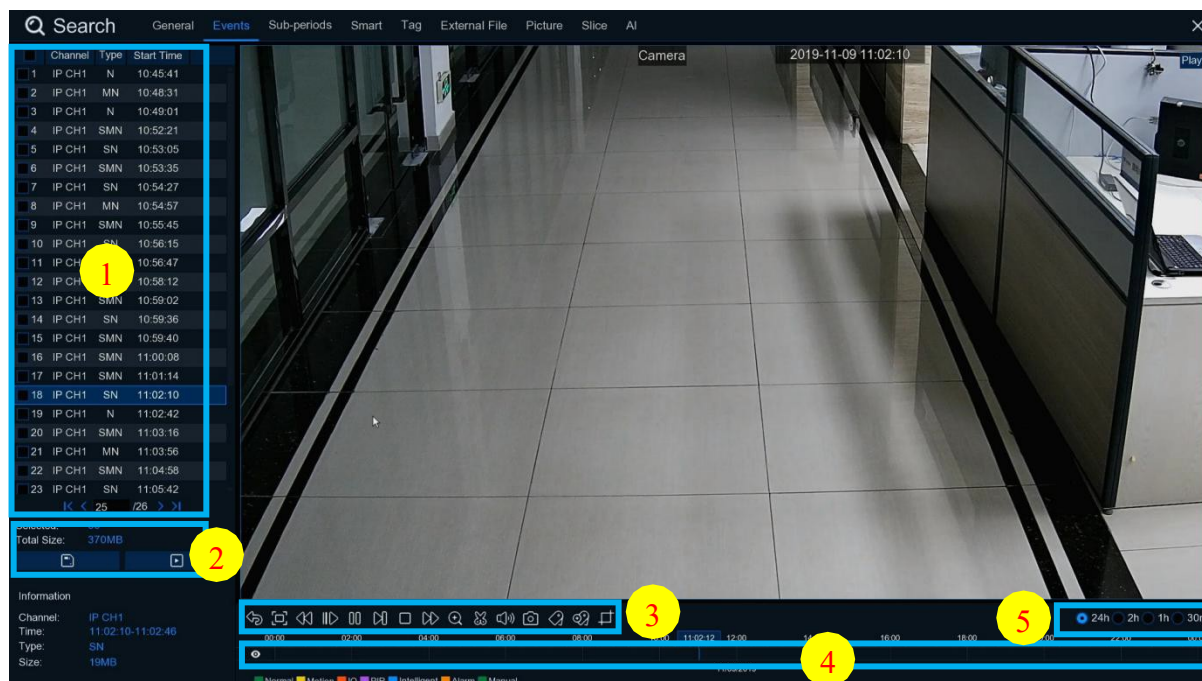 Search General Events Sub-periods Smart Tag External File Picture Slice AI
Channel Type Start Time
1 IP CH1 N 10:45:41
2 IP CH1 MN 10:48:31
3 IP CH1 N 10:49:01
4 IP CH1 SMN 10:52:21
5 IP CH1 SN 10:53:05
6 IP CH1 SMN 10:53:35
7 IP CH1 SN 10:54:27
8 IP CH1 MN 10:54:57
9 IP CH1 SMN 10:55:45
10 IP CH1 SN 10:56:15
11 IP 10:56:47
12 IP 10:58:12
13 IP CH1 SMN 10:59:02
14 IP CH1 SN 10:59:36
15 IP CH1 SMN 10:59:40
16 IP CH1 SMN 11:00:08
17 IP CH1 SMN 11:01:14
18 IP CH1 SN 11:02:10
19 IP CH1 N 11:02:42
20 IP CH1 SMN 11:03:16
21 IP CH1 MN 11:03:56
22 IP CH1 SMN 11:04:58
23 IP CH1 SN 11:05:42
25 /26
1
Selected:
Total Size: 370MB
2
Information
Channel: IP CH1
Time: 11:02:10-11:02:46
Type: SN
Size: 19MB
Camera 2019-11-09 11:02:10
Play
3
5
24h 2h 1h
00:00 02:00 04:00 06:00 08:00 11:02:12 12:00 16:00 18:00
4
Normal Motion IO PIR Intelligent Alarm Manual